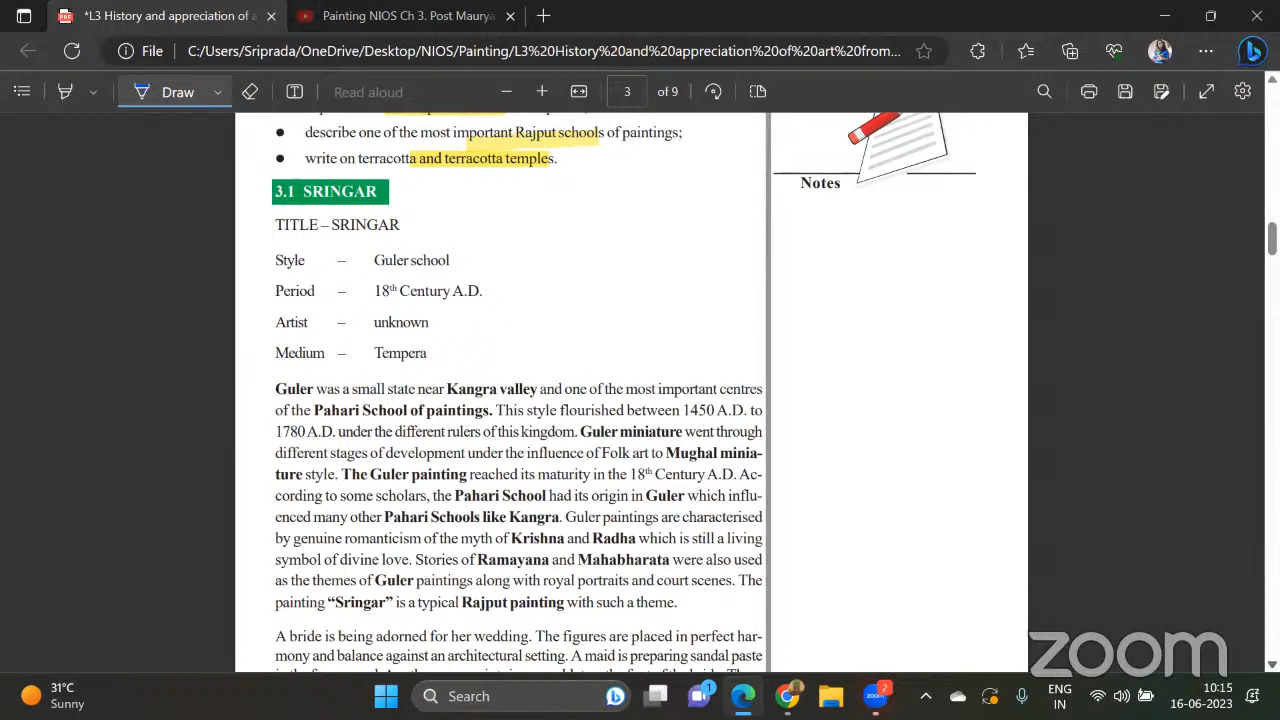 *L3 History and appreciation of a
Painting NIOS Ch 3. Post Maurya
File
C:/Users/Sriprada/OneDrive/Desktop/NIOS/Painting/L3%20History%20and%20appreciation%20of%20art%20from...
Draw
Read aloud
3
of 9
describe one of the most important Rajput schools of paintings;
write on terracotta and terracotta temples.
3.1 SRINGAR
TITLE – SRINGAR
Style – Guler school
Period – 18th Century A.D.
Artist – unknown
Medium – Tempera
Guler was a small state near Kangra valley and one of the most important centres
of the Pahari School of paintings. This style flourished between 1450 A.D. to
1780 A.D. under the different rulers of this kingdom. Guler miniature went through
different stages of development under the influence of Folk art to Mughal minia-
ture style. The Guler painting reached its maturity in the 18th Century A.D. Ac-
cording to some scholars, the Pahari School had its origin in Guler which influ-
enced many other Pahari Schools like Kangra. Guler paintings are characterised
by genuine romanticism of the myth of Krishna and Radha which is still a living
symbol of divine love. Stories of Ramayana and Mahabharata were also used
as the themes of Guler paintings along with royal portraits and court scenes. The
painting “Sringar” is a typical Rajput painting with such a theme.
A bride is being adorned for her wedding. The figures are placed in perfect har-
mony and balance against an architectural setting. A maid is preparing sandal paste
Notes
zoom
31°C
Sunny
Search
1
zoom
2
ENG
IN
10:15
16-06-2023